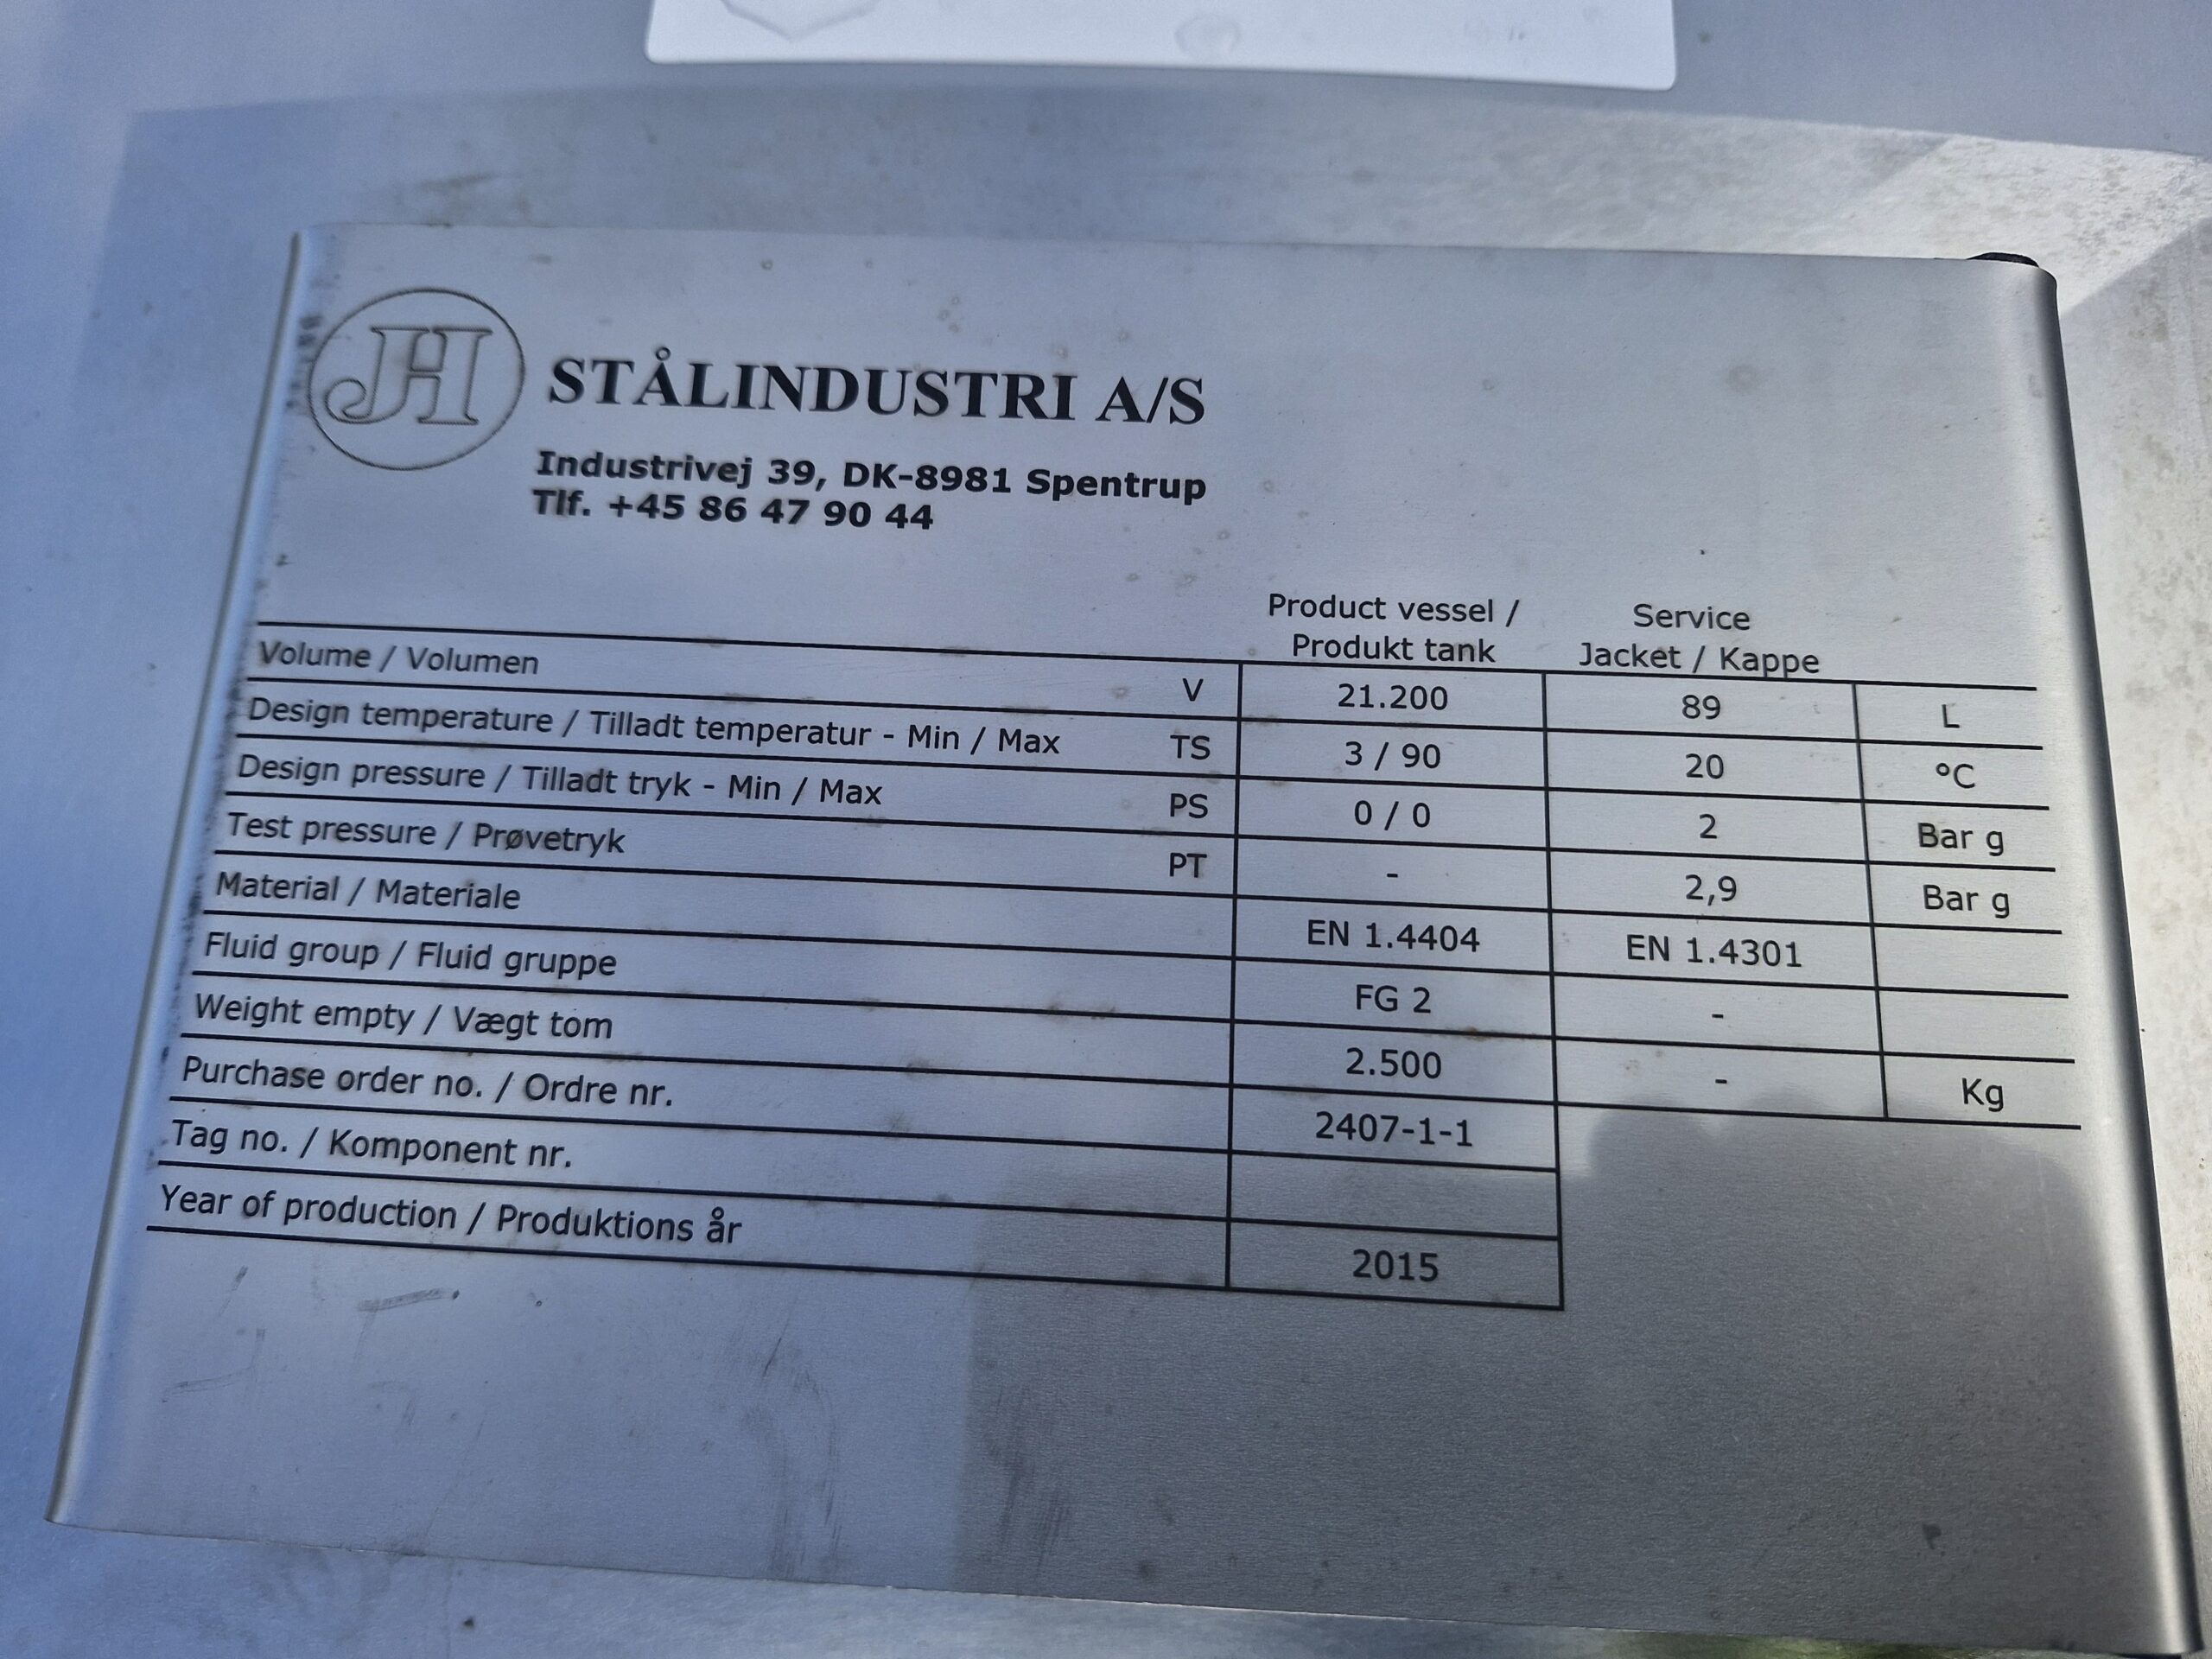 JH STÅLINDUSTRI A/S
Industrivej 39, DK-8981 Spentrup
Tlf. +45 86 47 90 44
Product vessel / Service
Produkt tank Jacket / Kappe
Volume / Volumen V 21.200 89 L
Design temperature / Tilladt temperatur - Min / Max TS 3 / 90 20 °C
Design pressure / Tilladt tryk - Min / Max PS 0 / 0 2 Bar g
Test pressure / Prøvetryk PT - 2,9 Bar g
Material / Materiale EN 1.4404 EN 1.4301
Fluid group / Fluid gruppe FG 2 -
Weight empty / Vægt tom 2.500 - Kg
Purchase order no. / Ordre nr. 2407-1-1
Tag no. / Komponent nr.
Year of production / Produktions år 2015